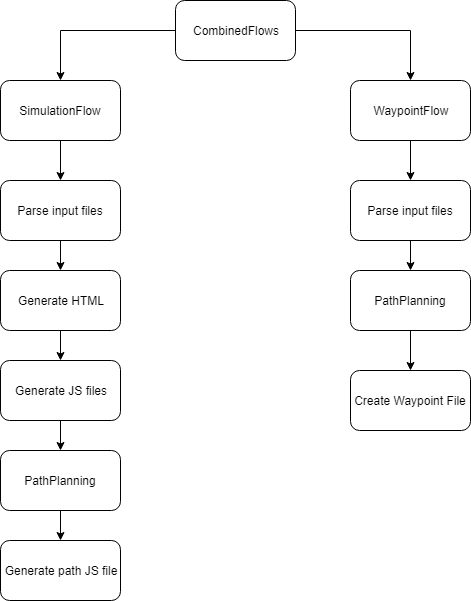 CombinedFlows
SimulationFlow
WaypointFlow
Parse input files
Parse input files
Generate HTML
PathPlanning
Generate JS files
Create Waypoint File
PathPlanning
Generate path JS file